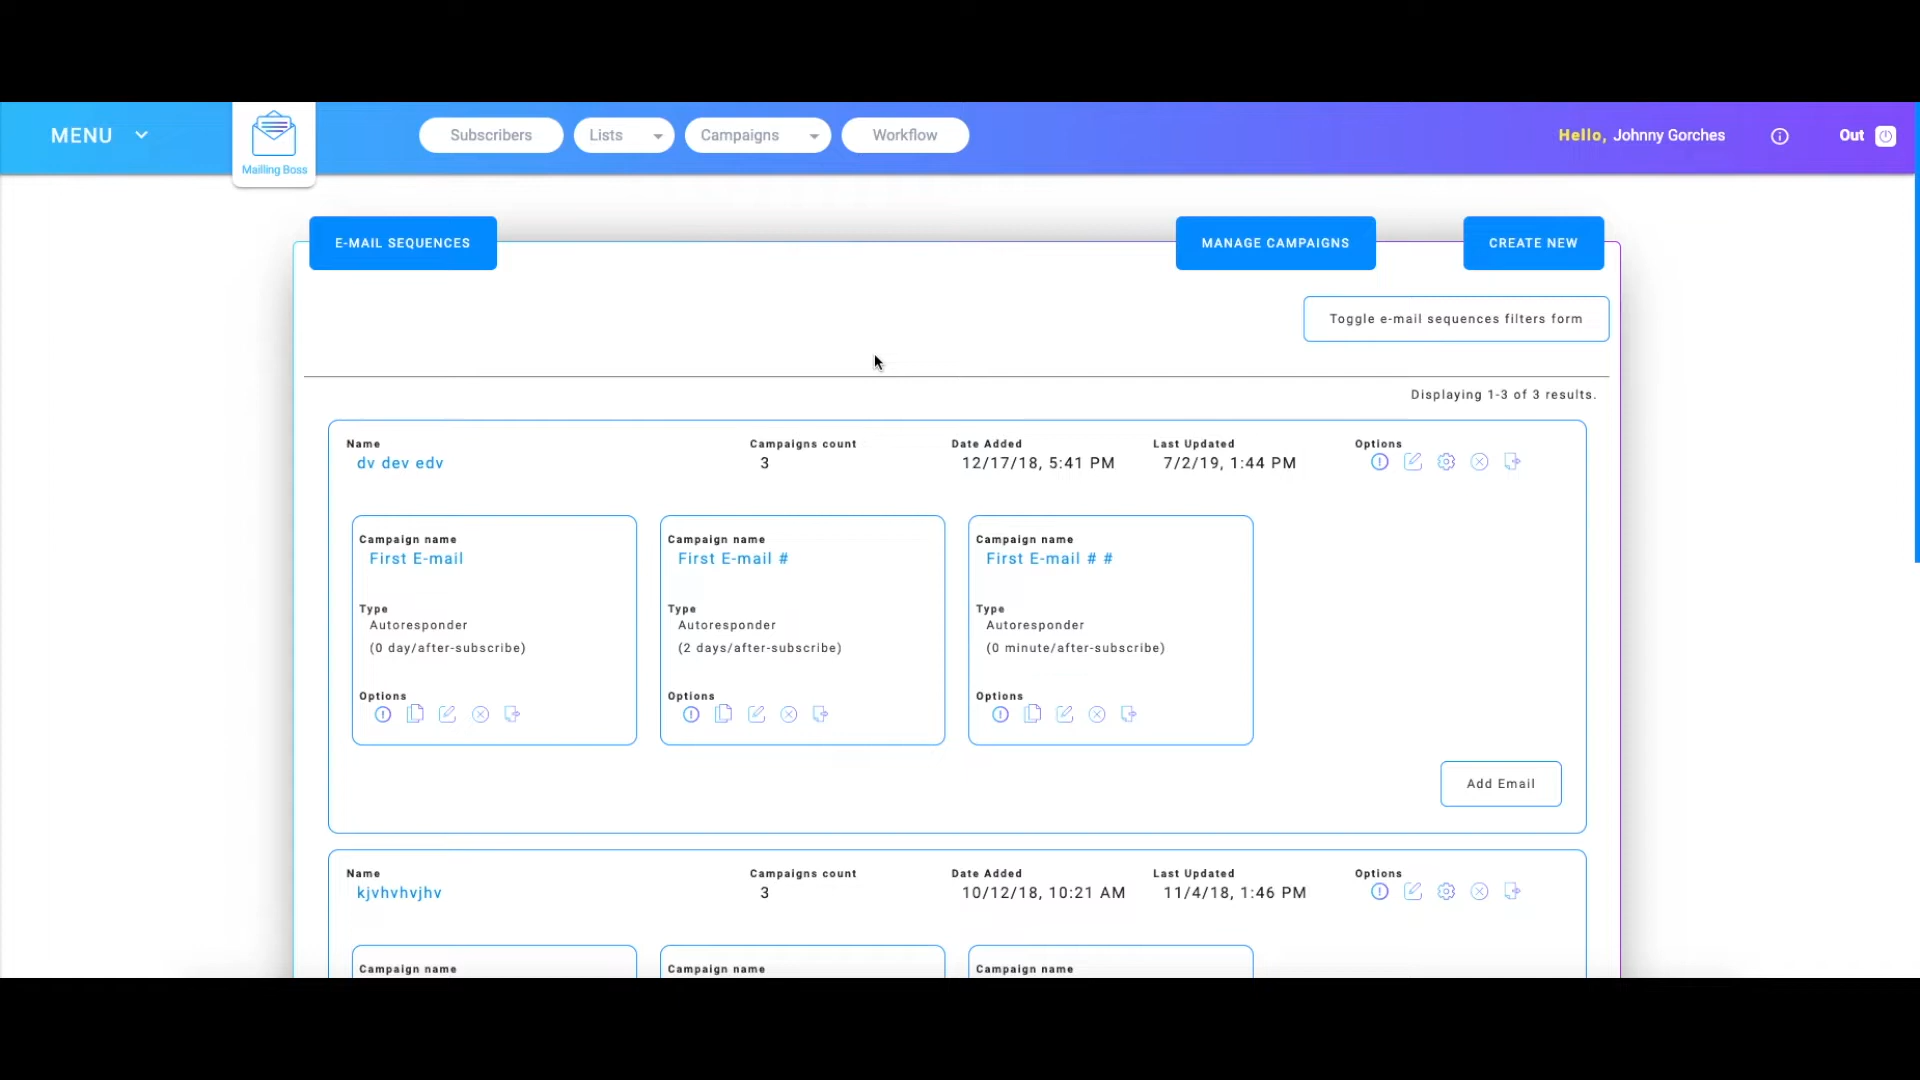 MENU
Mailling Boss
Subscribers
Lists
Campaigns
Workflow
Hello, Johnny Gorches
Out
E-MAIL SEQUENCES
MANAGE CAMPAIGNS
CREATE NEW
Toggle e-mail sequences filters form
Displaying 1-3 of 3 results.
Name
dv dev edv
Campaigns count
3
Date Added
12/17/18, 5:41 PM
Last Updated
7/2/19, 1:44 PM
Options
Campaign name
First E-mail
Type
Autoresponder
(0 day/after-subscribe)
Options
Campaign name
First E-mail #
Type
Autoresponder
(2 days/after-subscribe)
Options
Campaign name
First E-mail # #
Type
Autoresponder
(0 minute/after-subscribe)
Options
Add Email
Name
kjvhvhvjhv
Campaigns count
3
Date Added
10/12/18, 10:21 AM
Last Updated
11/4/18, 1:46 PM
Options
Campaign name
Campaign name
Campaign name